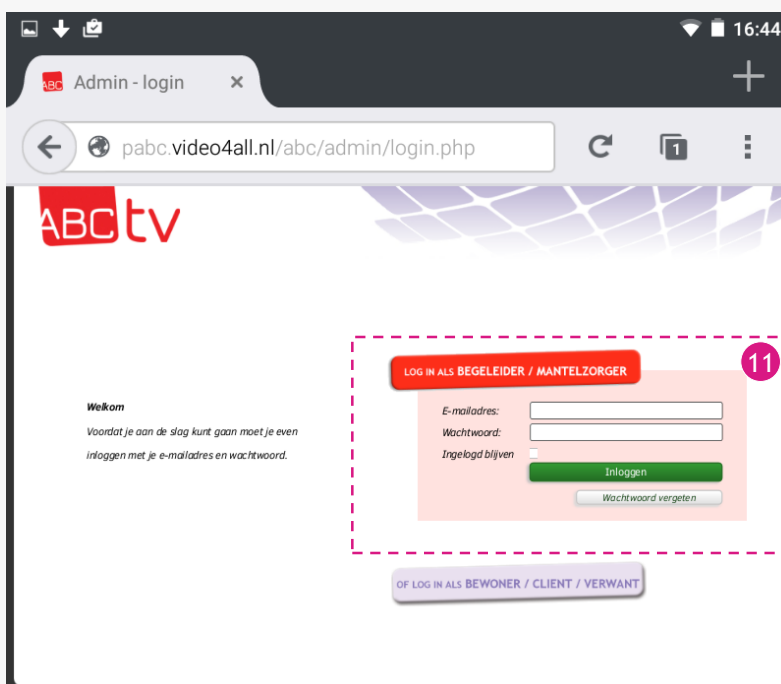 16:44
ABC Admin - login ×
pabc.video4all.nl/abc/admin/login.php 1
ABCtv
11
LOG IN ALS BEGELEIDER / MANTELZORGER
Welkom
Voordat je aan de slag kunt gaan moet je even
inloggen met je e-mailadres en wachtwoord.
E-mailadres:
Wachtwoord:
Ingelogd blijven
Inloggen
Wachtwoord vergeten
OF LOG IN ALS BEWONER / CLIENT / VERWANT